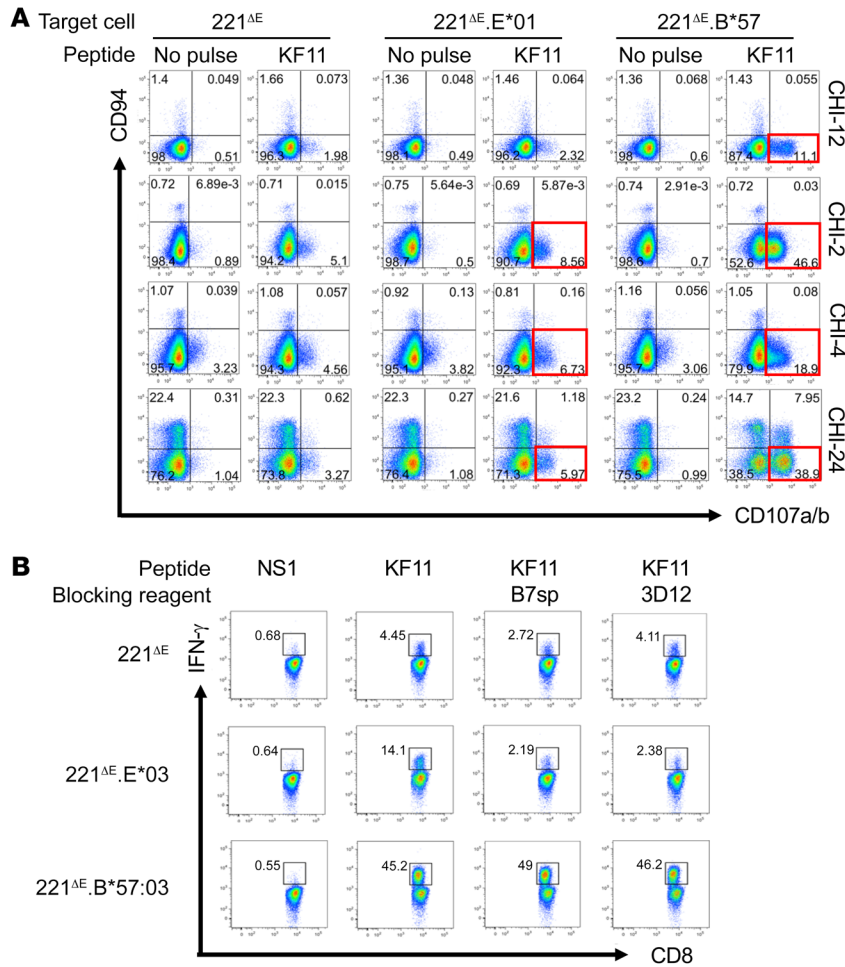 A
Target cell 221ΔE 221ΔE.E*01 221ΔE.B*57
Peptide No pulse KF11 No pulse KF11 No pulse KF11
CD94
1.4 0.049 1.66 0.073 1.36 0.048 1.46 0.064 1.36 0.068 1.43 0.055
98 0.51 96.3 1.98 98.1 0.49 96.2 2.32 98 0.6 87.4 11.1
CHI-12
0.72 6.89e-3 0.71 0.015 0.75 5.64e-3 0.69 5.87e-3 0.74 2.91e-3 0.72 0.03
98.4 0.89 94.2 5.1 98.7 0.5 90.7 8.56 98.6 0.7 52.6 46.6
CHI-2
1.07 0.039 1.08 0.057 0.92 0.13 0.81 0.16 1.16 0.056 1.05 0.08
95.7 3.23 94.3 4.56 95.1 3.82 92.3 6.73 95.7 3.06 79.9 18.9
CHI-4
22.4 0.31 22.3 0.62 22.3 0.27 21.6 1.18 23.2 0.24 14.7 7.95
76.2 1.04 73.8 3.27 76.4 1.08 71.3 5.97 75.5 0.99 38.5 38.9
CHI-24
CD107a/b
B
Peptide NS1 KF11 KF11 KF11
Blocking reagent B7sp 3D12
IFN-γ
221ΔE 0.68 4.45 2.72 4.11
221ΔE.E*03 0.64 14.1 2.19 2.38
221ΔE.B*57:03 0.55 45.2 49 46.2
CD8